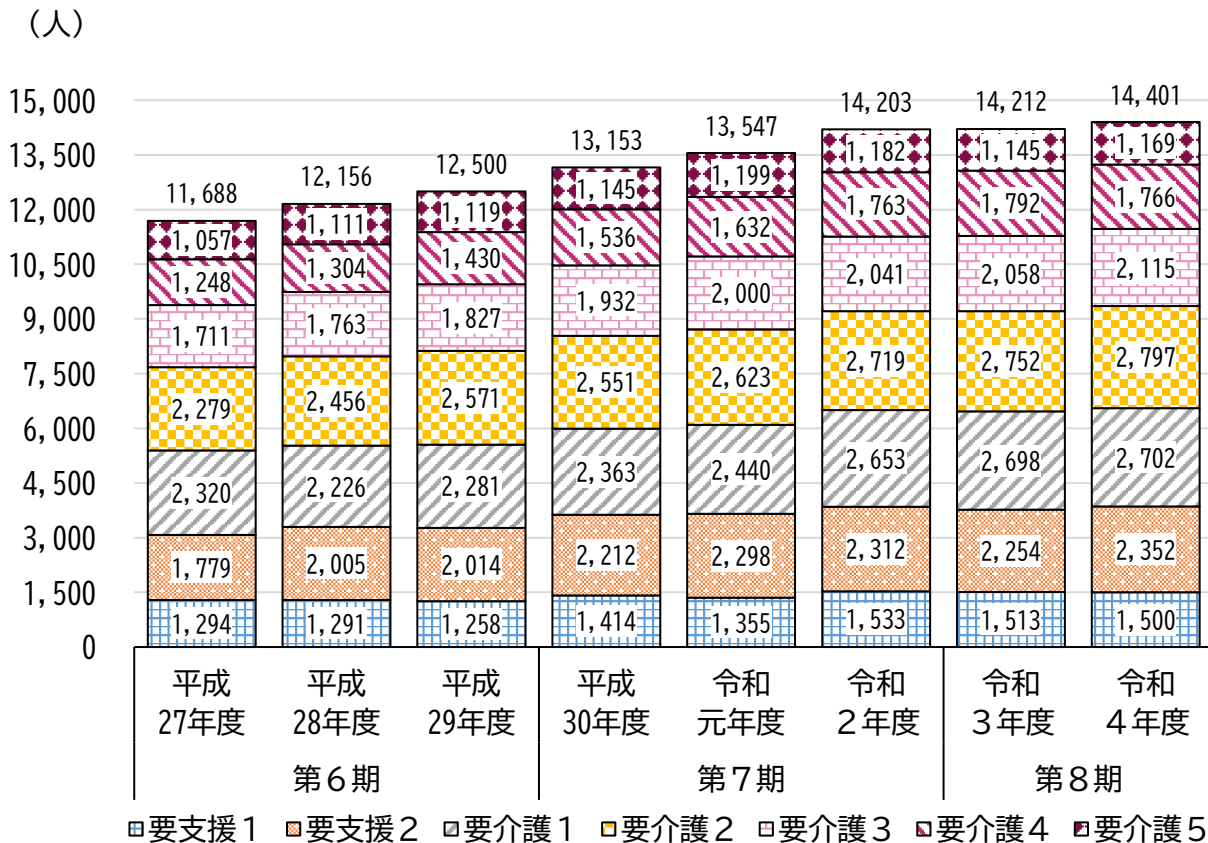 （人）
15,000
13,500
12,000
10,500
9,000
7,500
6,000
4,500
3,000
1,500
0
11,688 12,156 12,500 13,153 13,547 14,203 14,212 14,401
1,057 1,111 1,119 1,145 1,199 1,182 1,145 1,169
1,248 1,304 1,430 1,536 1,632 1,763 1,792 1,766
1,711 1,763 1,827 1,932 2,000 2,041 2,058 2,115
2,279 2,456 2,571 2,551 2,623 2,719 2,752 2,797
2,320 2,226 2,281 2,363 2,440 2,653 2,698 2,702
1,779 2,005 2,014 2,212 2,298 2,312 2,254 2,352
1,294 1,291 1,258 1,414 1,355 1,533 1,513 1,500
平成 平成 平成 平成 令和 令和 令和 令和
27年度 28年度 29年度 30年度 元年度 ２年度 ３年度 ４年度
第６期 第７期 第８期
要支援１ 要支援２ 要介護１ 要介護２ 要介護３ 要介護４ 要介護５